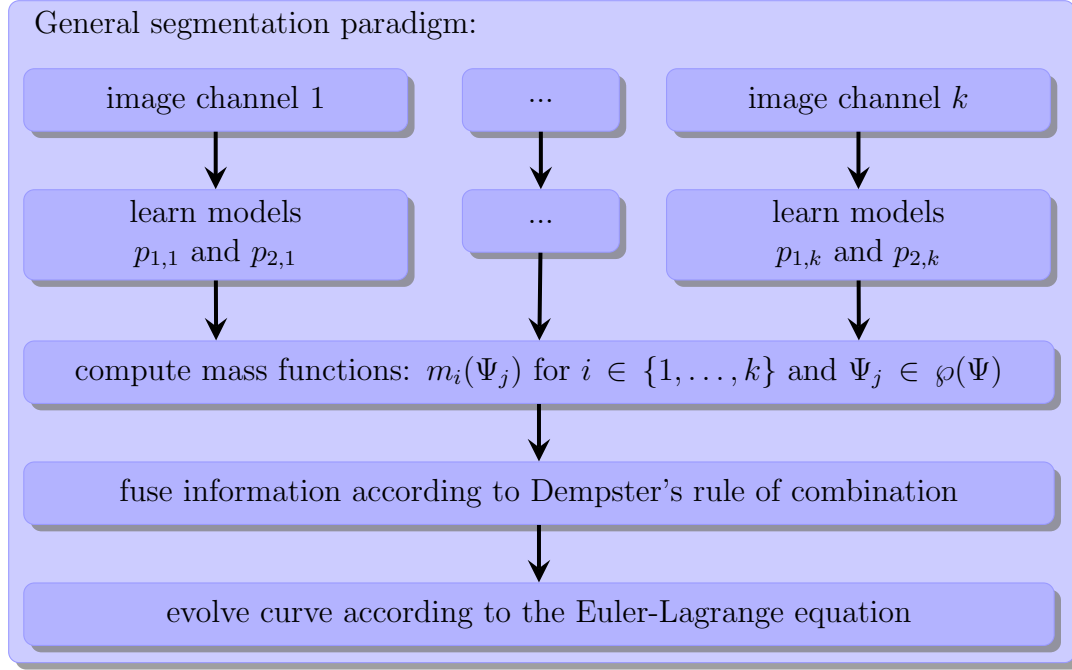 General segmentation paradigm:
image channel 1
...
image channel k
learn models
p₁,₁ and p₂,₁
...
learn models
p₁,ₖ and p₂,ₖ
compute mass functions: mᵢ(Ψⱼ) for i ∈ {1, . . . , k} and Ψⱼ ∈ ℘(Ψ)
fuse information according to Dempster's rule of combination
evolve curve according to the Euler-Lagrange equation